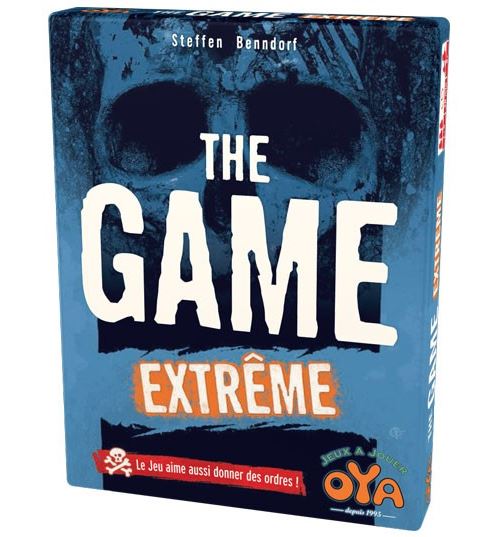 Steffen Benndorf
THE
GAME
EXTRÊME
Le Jeu aime aussi donner des ordres !
JEUX A JOUER
OYA
depuis 1995
THE GAME EXTRÊME